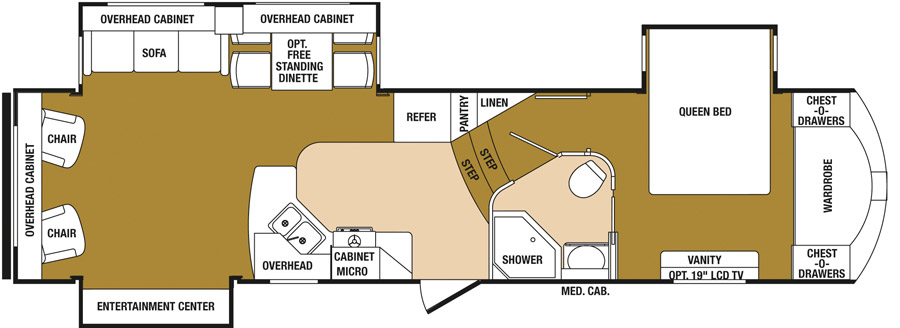 OVERHEAD CABINET
OVERHEAD CABINET
SOFA
OPT.
FREE
STANDING
DINETTE
OVERHEAD CABINET
CHAIR
CHAIR
REFER
PANTRY
LINEN
STEP
STEP
QUEEN BED
CHEST
-O-
DRAWERS
WARDROBE
CHEST
-O-
DRAWERS
OVERHEAD
CABINET
MICRO
SHOWER
VANITY
OPT. 19" LCD TV
MED. CAB.
ENTERTAINMENT CENTER